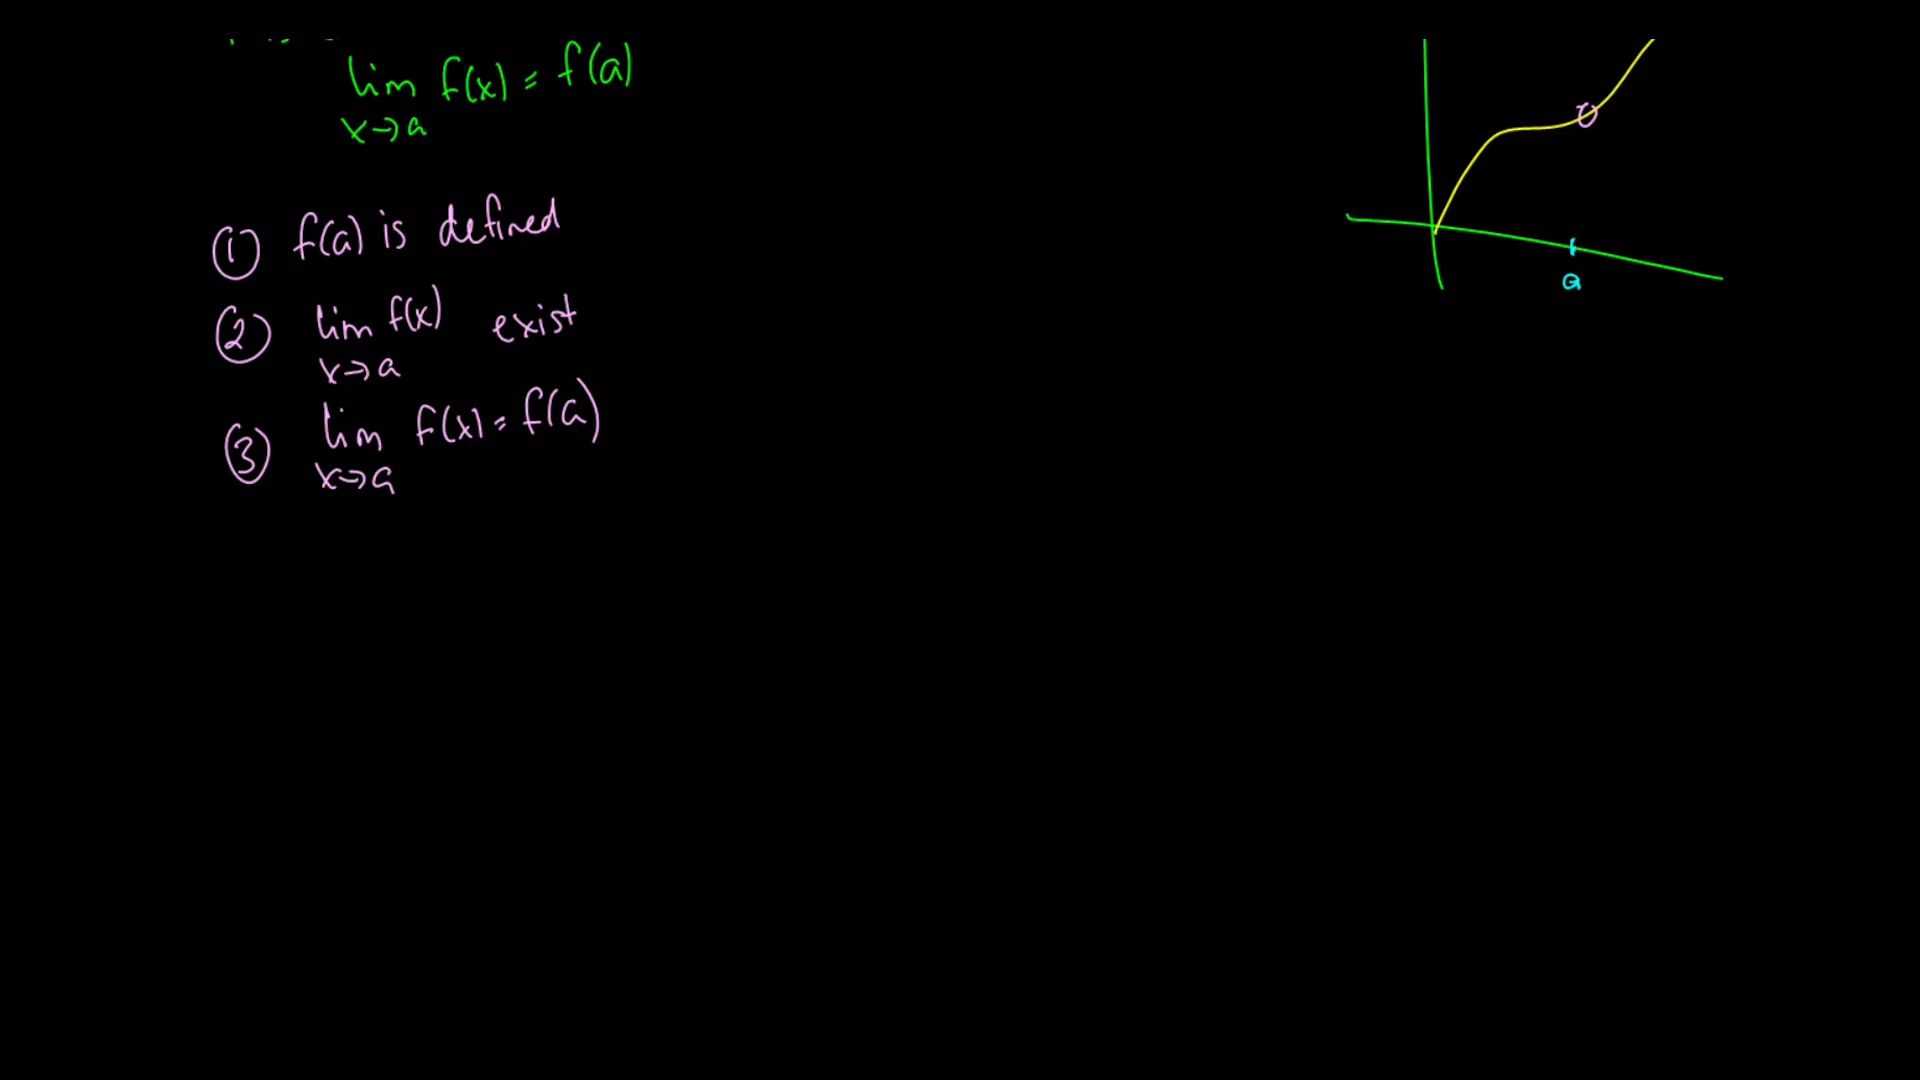 lim f(x) = f(a)
x→a
① f(a) is defined
② lim f(x) exist
x→a
③ lim f(x) = f(a)
x→a
a